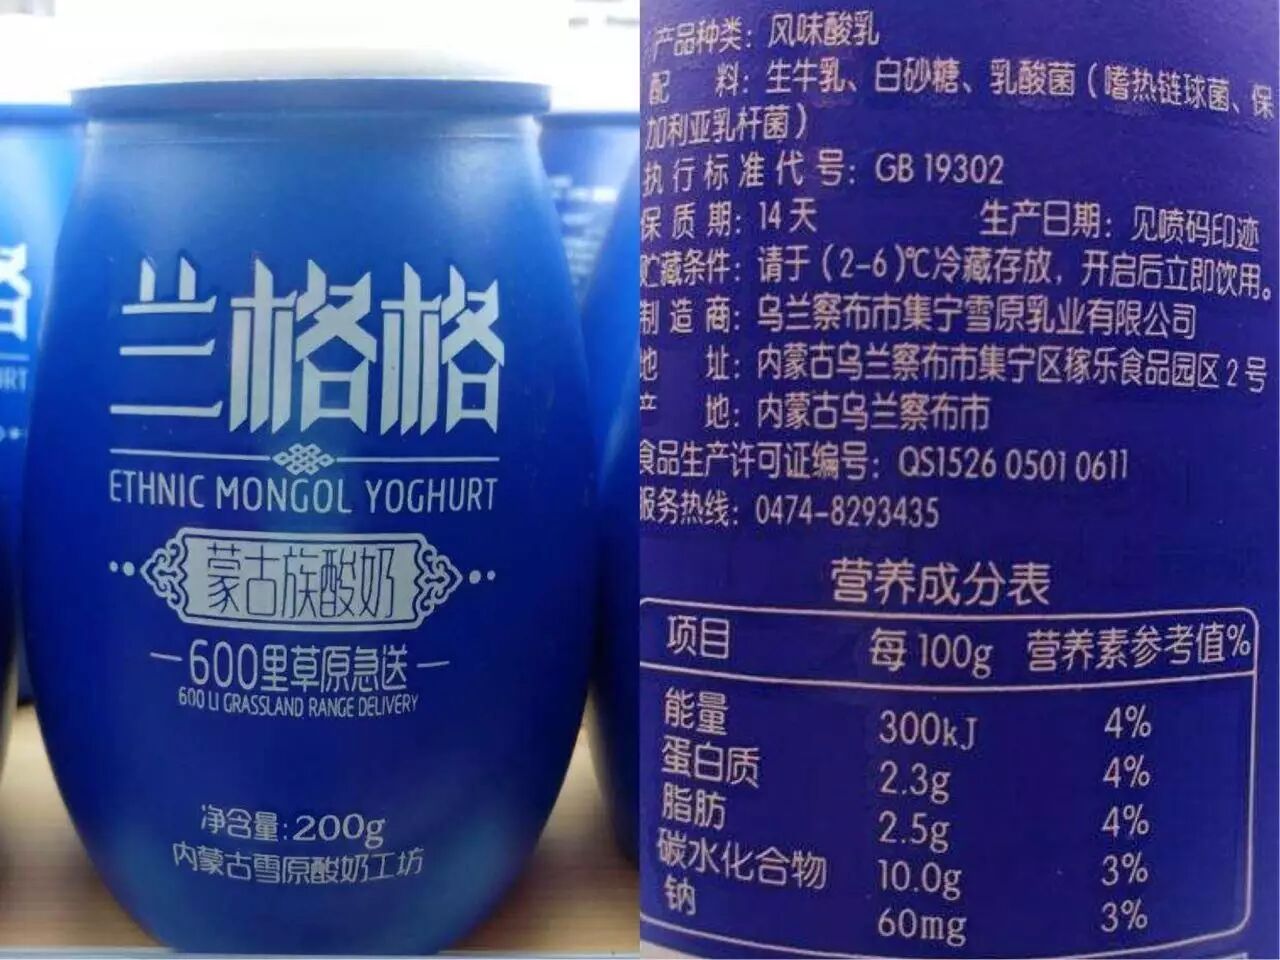 兰格格
ETHNIC MONGOL YOGHURT
蒙古族酸奶
600里草原急送
600 LI GRASSLAND RANGE DELIVERY
净含量:200g
内蒙古雪原酸奶工坊
格
URT
产品种类：风味酸乳
配 料：生牛乳、白砂糖、乳酸菌（嗜热链球菌、保
加利亚乳杆菌）
执行标准代号：GB 19302
保质期：14天 生产日期：见喷码印迹
贮藏条件：请于（2-6）℃冷藏存放，开启后立即饮用。
制造商：乌兰察布市集宁雪原乳业有限公司
地 址：内蒙古乌兰察布市集宁区稼乐食品园区2号
产 地：内蒙古乌兰察布市
食品生产许可证编号：QS1526 0501 0611
服务热线：0474-8293435
营养成分表
项目 每100g 营养素参考值%
能量 300kJ 4%
蛋白质 2.3g 4%
脂肪 2.5g 4%
碳水化合物 10.0g 3%
钠 60mg 3%